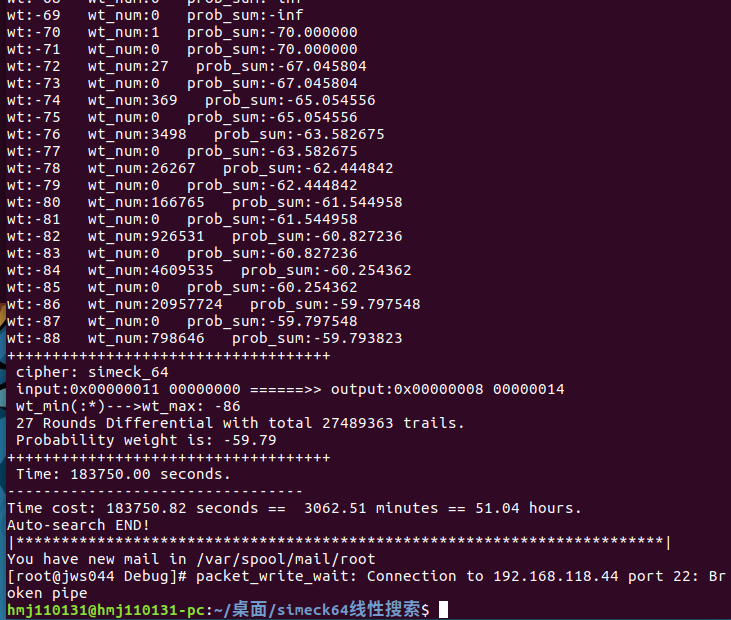 wt:-68   wt_num:0   prob_sum:-inf
wt:-69   wt_num:0   prob_sum:-inf
wt:-70   wt_num:1   prob_sum:-70.000000
wt:-71   wt_num:0   prob_sum:-70.000000
wt:-72   wt_num:27   prob_sum:-67.045804
wt:-73   wt_num:0   prob_sum:-67.045804
wt:-74   wt_num:369   prob_sum:-65.054556
wt:-75   wt_num:0   prob_sum:-65.054556
wt:-76   wt_num:3498   prob_sum:-63.582675
wt:-77   wt_num:0   prob_sum:-63.582675
wt:-78   wt_num:26267   prob_sum:-62.444842
wt:-79   wt_num:0   prob_sum:-62.444842
wt:-80   wt_num:166765   prob_sum:-61.544958
wt:-81   wt_num:0   prob_sum:-61.544958
wt:-82   wt_num:926531   prob_sum:-60.827236
wt:-83   wt_num:0   prob_sum:-60.827236
wt:-84   wt_num:4609535   prob_sum:-60.254362
wt:-85   wt_num:0   prob_sum:-60.254362
wt:-86   wt_num:20957724   prob_sum:-59.797548
wt:-87   wt_num:0   prob_sum:-59.797548
wt:-88   wt_num:798646   prob_sum:-59.793823
++++++++++++++++++++++++++++++++++++
 cipher: simeck_64
 input:0x00000011 00000000 ======>> output:0x00000008 00000014
 wt_min(:*)--->wt_max: -86
 27 Rounds Differential with total 27489363 trails.
 Probability weight is: -59.79
++++++++++++++++++++++++++++++++++++
 Time: 183750.00 seconds.
---------------------------------
Time cost: 183750.82 seconds ==  3062.51 minutes == 51.04 hours.
Auto-search END!
|************************************************************************|
You have new mail in /var/spool/mail/root
[root@jws044 Debug]# packet_write_wait: Connection to 192.168.118.44 port 22: Br
oken pipe
hmj110131@hmj110131-pc:~/桌面/simeck64线性搜索$